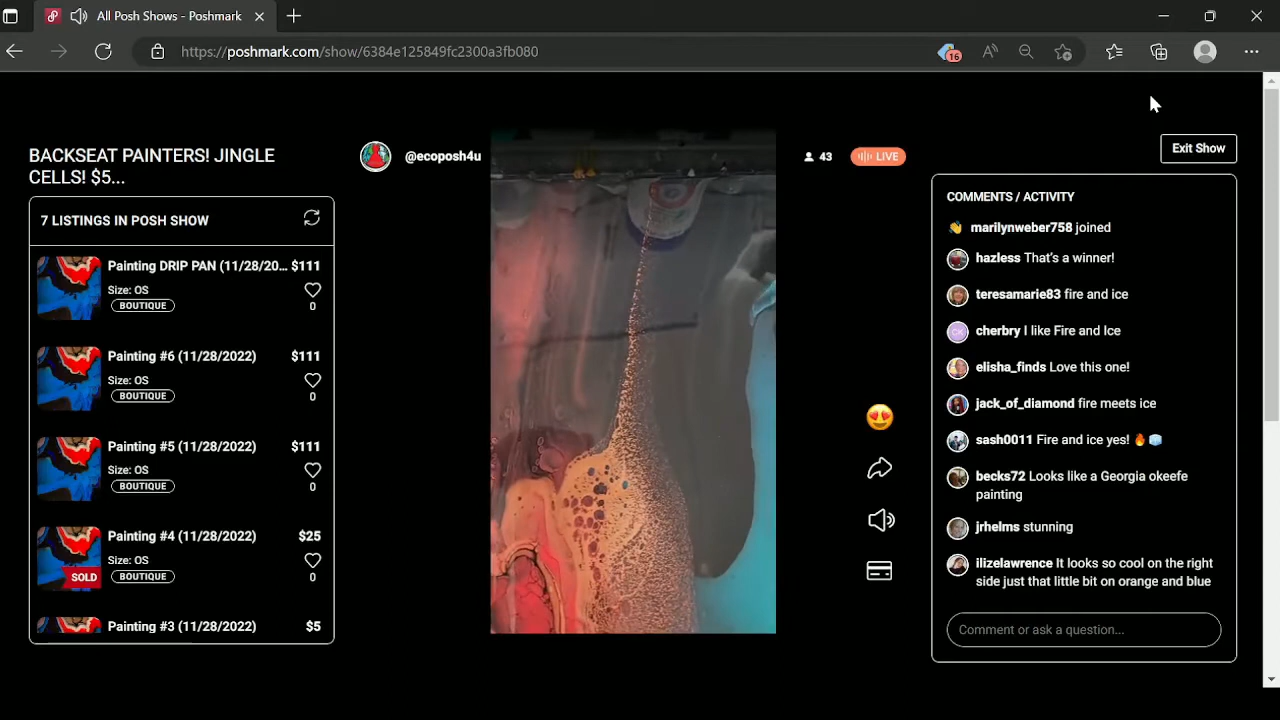 All Posh Shows - Poshmark
https://poshmark.com/show/6384e125849fc2300a3fb080
16
BACKSEAT PAINTERS! JINGLE
CELLS! $5...
@ecoposh4u
43
LIVE
Exit Show
7 LISTINGS IN POSH SHOW
Painting DRIP PAN (11/28/20... $111
Size: OS
BOUTIQUE
0
Painting #6 (11/28/2022) $111
Size: OS
BOUTIQUE
0
Painting #5 (11/28/2022) $111
Size: OS
BOUTIQUE
0
Painting #4 (11/28/2022) $25
Size: OS
SOLD
BOUTIQUE
0
Painting #3 (11/28/2022) $5
COMMENTS / ACTIVITY
👋 marilynweber758 joined
hazless That's a winner!
teresamarie83 fire and ice
CK
cherbry I like Fire and Ice
elisha_finds Love this one!
jack_of_diamond fire meets ice
sash0011 Fire and ice yes! 🔥🧊
becks72 Looks like a Georgia okeefe
painting
jrhelms stunning
ilizelawrence It looks so cool on the right
side just that little bit on orange and blue
Comment or ask a question...